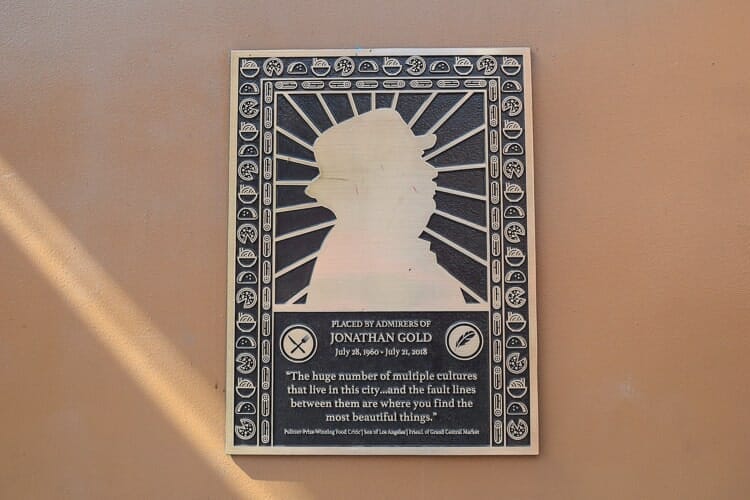 PLACED BY ADMIRERS OF
JONATHAN GOLD
July 28, 1960 - July 21, 2018
"The huge number of multiple cultures
that live in this city...and the fault lines
between them are where you find the
most beautiful things."
Pulitzer Prize-Winning Food Critic | Son of Los Angeles | Friend of Grand Central Market